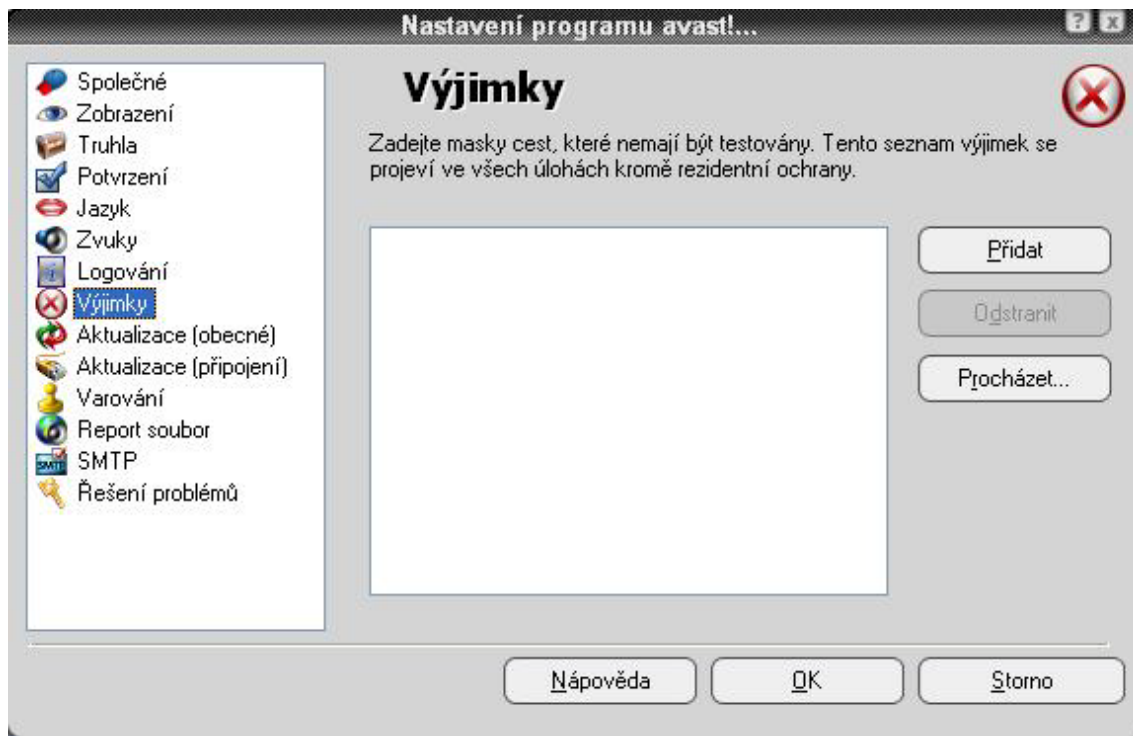 Nastavení programu avast!...
Společné
Zobrazení
Truhla
Potvrzení
Jazyk
Zvuky
Logování
Výjimky
Aktualizace (obecné)
Aktualizace (připojení)
Varování
Report soubor
SMTP
Řešení problémů
Výjimky
Zadejte masky cest, které nemají být testovány. Tento seznam výjimek se
projeví ve všech úlohách kromě rezidentní ochrany.
Přidat
Odstranit
Procházet...
Nápověda
OK
Storno